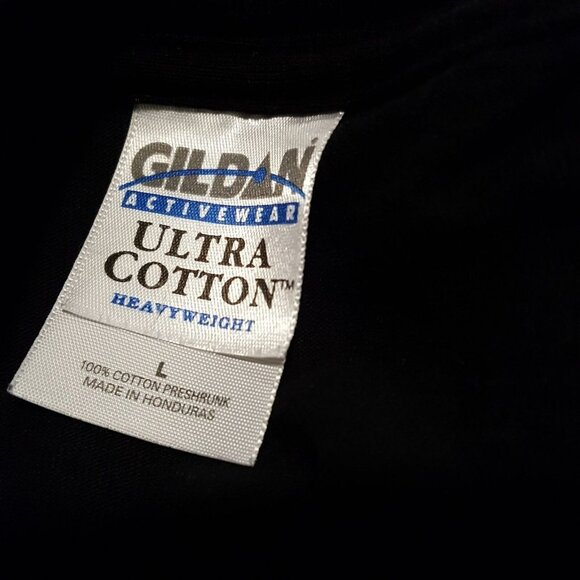 GILDAN
ACTIVEWEAR
ULTRA
COTTON™
HEAVYWEIGHT
L
100% COTTON PRESHRUNK
MADE IN HONDURAS